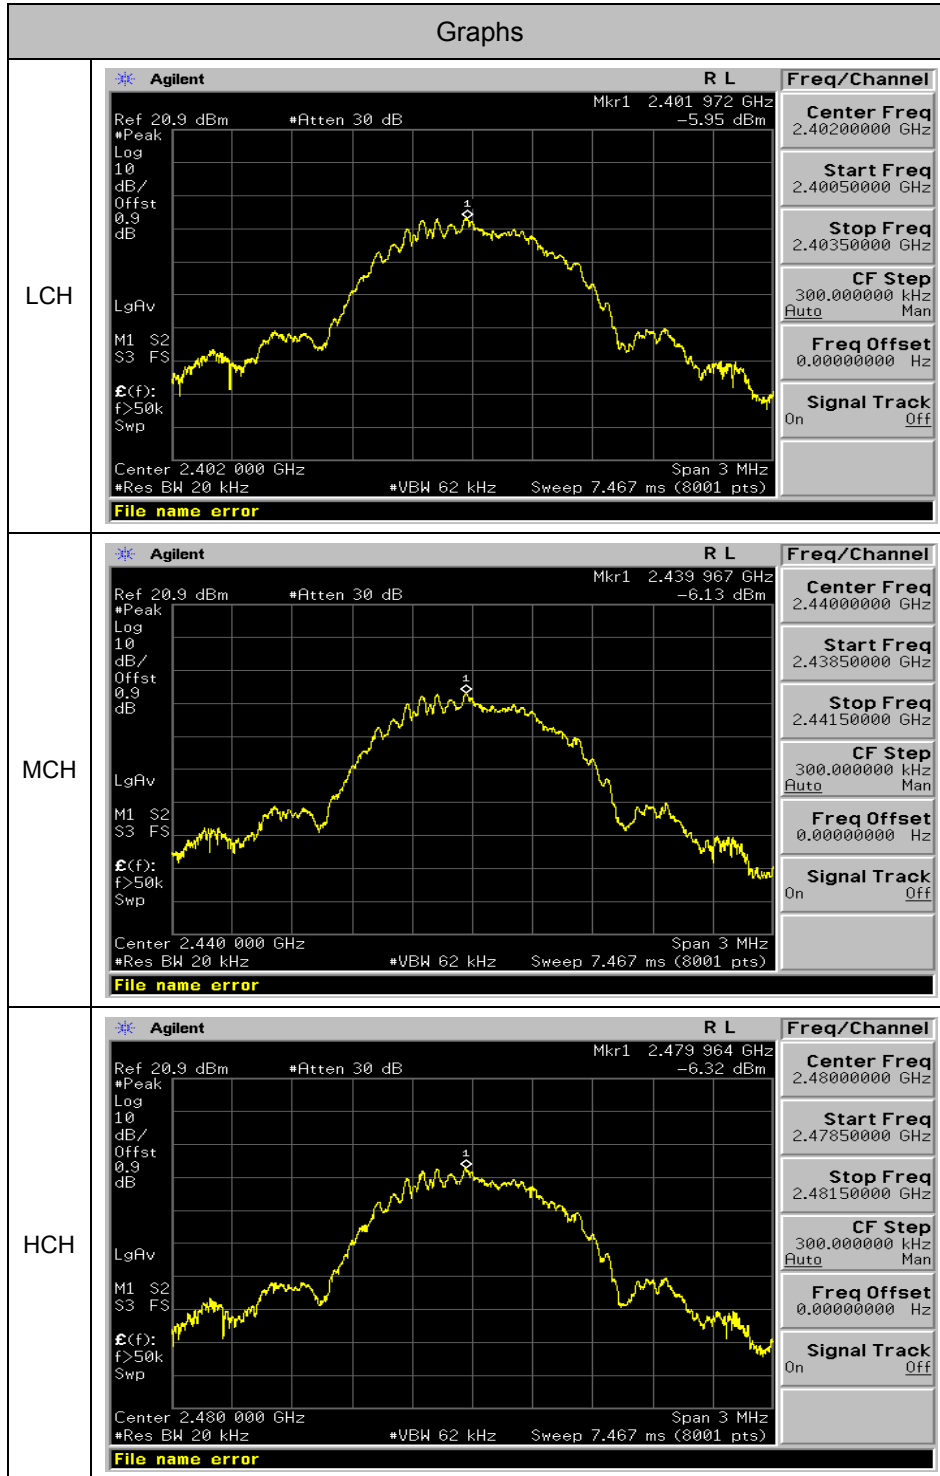 Graphs
LCH
Agilent R L Freq/Channel
Mkr1 2.401 972 GHz
Ref 20.9 dBm #Atten 30 dB -5.95 dBm
#Peak
Log
10
dB/
Offst
0.9
dB
1
LgAv
M1 S2
S3 FS
£(f):
f>50k
Swp
Center 2.402 000 GHz Span 3 MHz
#Res BW 20 kHz #VBW 62 kHz Sweep 7.467 ms (8001 pts)
File name error
Center Freq
2.40200000 GHz
Start Freq
2.40050000 GHz
Stop Freq
2.40350000 GHz
CF Step
300.000000 kHz
Auto Man
Freq Offset
0.00000000 Hz
Signal Track
On Off
MCH
Agilent R L Freq/Channel
Mkr1 2.439 967 GHz
Ref 20.9 dBm #Atten 30 dB -6.13 dBm
#Peak
Log
10
dB/
Offst
0.9
dB
1
LgAv
M1 S2
S3 FS
£(f):
f>50k
Swp
Center 2.440 000 GHz Span 3 MHz
#Res BW 20 kHz #VBW 62 kHz Sweep 7.467 ms (8001 pts)
File name error
Center Freq
2.44000000 GHz
Start Freq
2.43850000 GHz
Stop Freq
2.44150000 GHz
CF Step
300.000000 kHz
Auto Man
Freq Offset
0.00000000 Hz
Signal Track
On Off
HCH
Agilent R L Freq/Channel
Mkr1 2.479 964 GHz
Ref 20.9 dBm #Atten 30 dB -6.32 dBm
#Peak
Log
10
dB/
Offst
0.9
dB
1
LgAv
M1 S2
S3 FS
£(f):
f>50k
Swp
Center 2.480 000 GHz Span 3 MHz
#Res BW 20 kHz #VBW 62 kHz Sweep 7.467 ms (8001 pts)
File name error
Center Freq
2.48000000 GHz
Start Freq
2.47850000 GHz
Stop Freq
2.48150000 GHz
CF Step
300.000000 kHz
Auto Man
Freq Offset
0.00000000 Hz
Signal Track
On Off